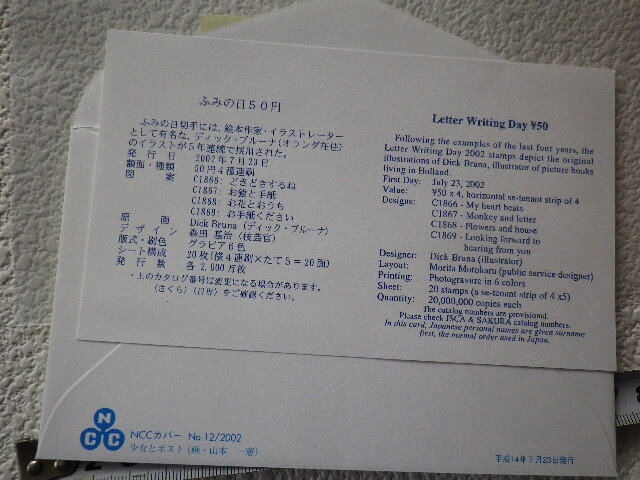 ふみの日50円
ふみの日切手には、絵本作家・イラストレーター
として有名な、ディック・ブルーナ(オランダ在住)
のイラストが5年連続で採用された。
発行日 2002年7月23日
額面・種類 50円4種連刷
図案 C1866: どきどきするね
C1867: お猿と手紙
C1868: お花とおうち
C1869: お手紙ください
原画 Dick Bruna (ディック・ブルーナ)
デザイン 森田基治(技芸官)
版式・刷色 グラビア6色
シート構成 20枚(横4連刷×たて5=20面)
発行数 各2,000万枚
・上のカタログ番号は変更になる場合があります。
(さくら)(日専)をご確認ください。
Letter Writing Day ¥50
Following the examples of the last four years, the
Letter Writing Day 2002 stamps depict the original
illustrations of Dick Bruna, illustrator of picture books
living in Holland.
First Day: July 23, 2002
Value: ¥50 x 4, horizontal se-tenant strip of 4
Designs: C1866 - My heart beats
C1867 - Monkey and letter
C1868 - Flowers and house
C1869 - Looking forward to
hearing from you
Designer: Dick Bruna (illustrator)
Layout: Morita Motoharu (public service designer)
Printing: Photogravure in 6 colors
Sheet: 20 stamps (a se-tenant strip of 4 x5)
Quantity: 20,000,000 copies each
The catalog numbers are provisional.
Please check JSCA & SAKURA catalog numbers.
In this card, Japanese personal names are given surname
first, the normal order used in Japan.
NCC
NCCカバー No.12/2002
少女とポスト(画・山本 一憲)
平成14年7月23日発行